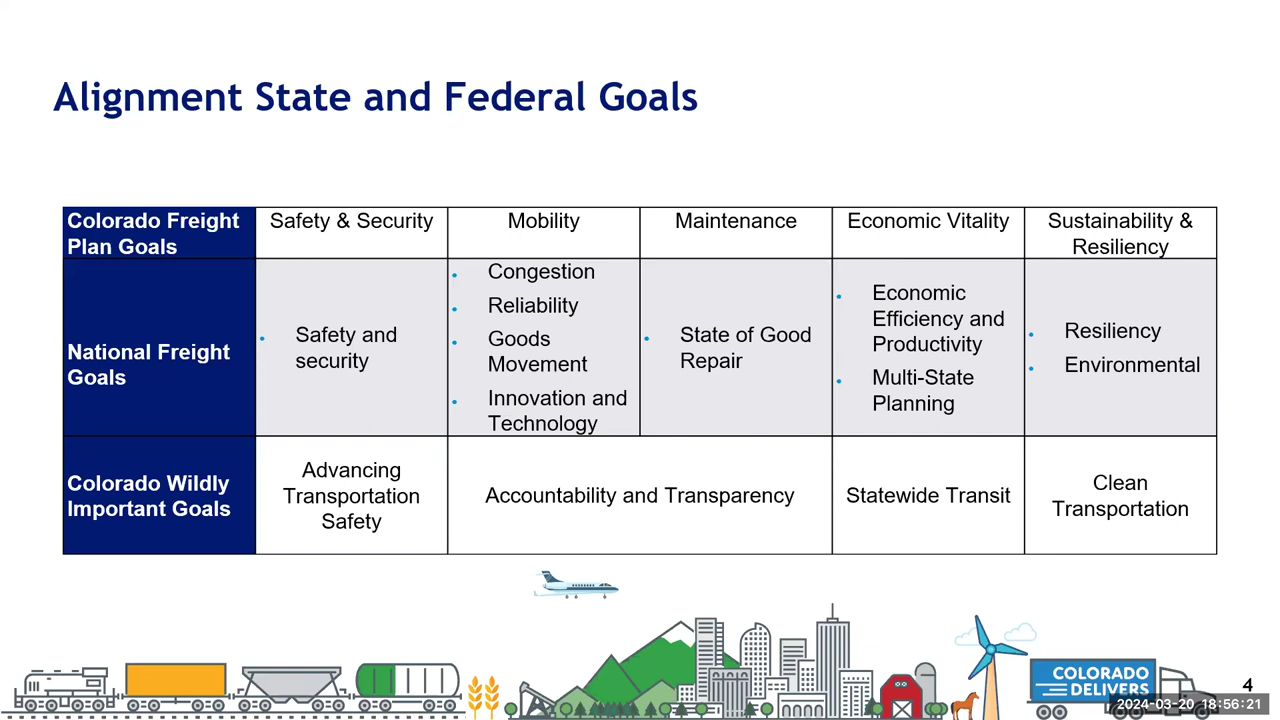 Alignment State and Federal Goals
Colorado Freight
Plan Goals
Safety & Security
Mobility
Maintenance
Economic Vitality
Sustainability &
Resiliency
National Freight
Goals
• Safety and
security
• Congestion
• Reliability
• Goods
Movement
• Innovation and
Technology
• State of Good
Repair
• Economic
Efficiency and
Productivity
• Multi-State
Planning
• Resiliency
• Environmental
Colorado Wildly
Important Goals
Advancing
Transportation
Safety
Accountability and Transparency
Statewide Transit
Clean
Transportation
COLORADO
DELIVERS
4
2024-03-20 18:56:21